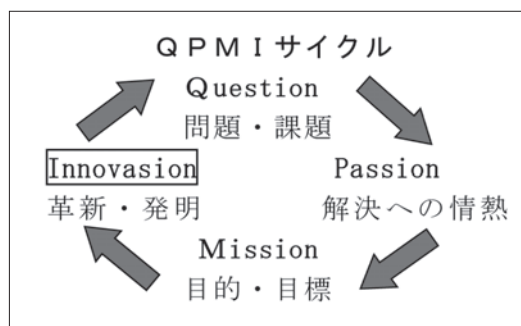 ＱＰＭＩサイクル
Question
問題・課題
Innovasion
革新・発明
Passion
解決への情熱
Mission
目的・目標